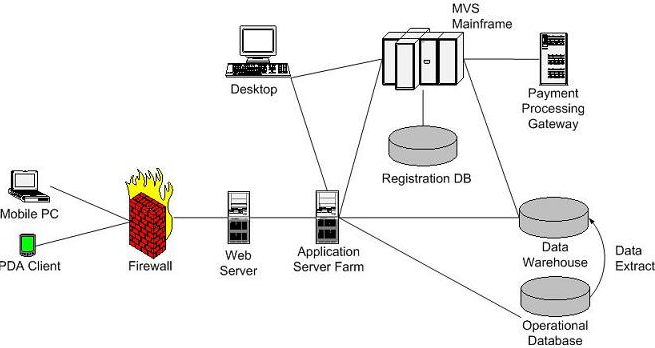 MVS
Mainframe
Desktop
Payment
Processing
Gateway
Registration DB
Mobile PC
PDA Client
Firewall
Web
Server
Application
Server Farm
Data
Warehouse
Data
Extract
Operational
Database